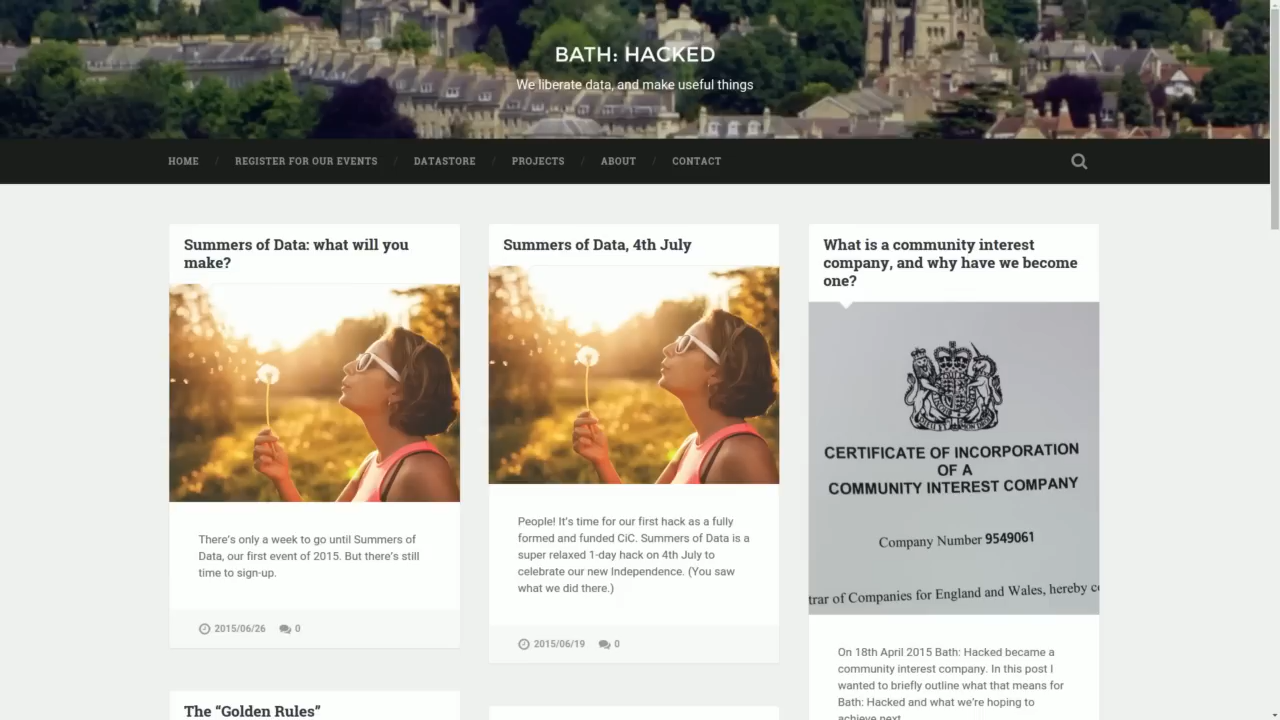 BATH: HACKED
We liberate data, and make useful things
HOME / REGISTER FOR OUR EVENTS / DATASTORE / PROJECTS / ABOUT / CONTACT
Summers of Data: what will you
make?
There's only a week to go until Summers of
Data, our first event of 2015. But there's still
time to sign-up.
2015/06/26 0
The “Golden Rules”
Summers of Data, 4th July
People! It's time for our first hack as a fully
formed and funded CiC. Summers of Data is a
super relaxed 1-day hack on 4th July to
celebrate our new Independence. (You saw
what we did there.)
2015/06/19 0
What is a community interest
company, and why have we become
one?
CERTIFICATE OF INCORPORATION
OF A
COMMUNITY INTEREST COMPANY
Company Number 9549061
trar of Companies for England and Wales, hereby c
On 18th April 2015 Bath: Hacked became a
community interest company. In this post I
wanted to briefly outline what that means for
Bath: Hacked and what we're hoping to
achieve next.